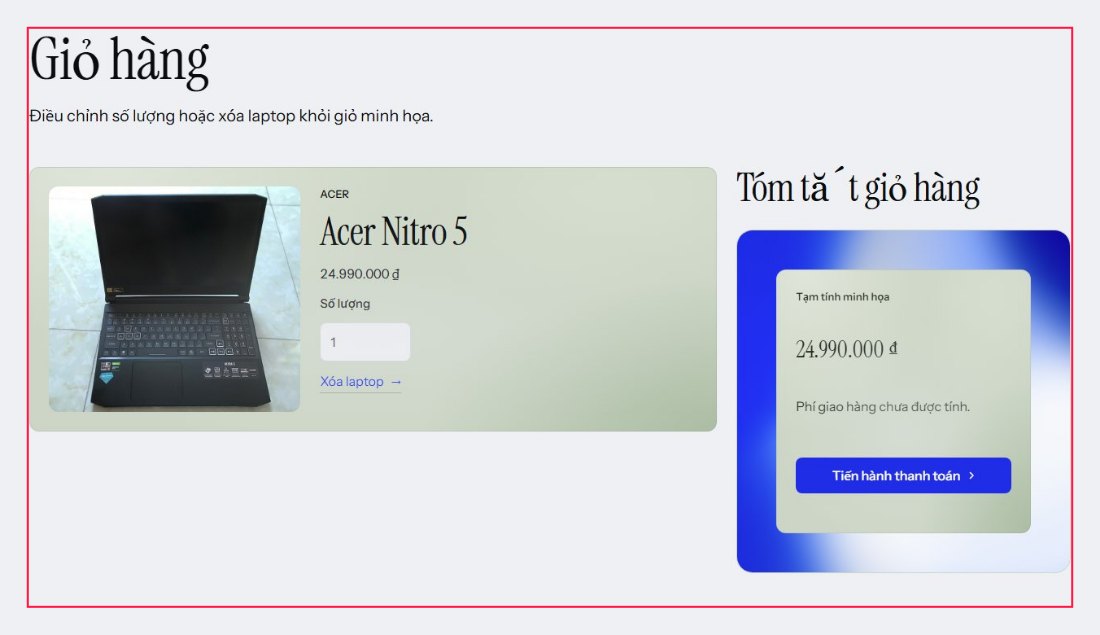 Giỏ hàng
Điều chỉnh số lượng hoặc xóa laptop khỏi giỏ minh họa.
ACER
Acer Nitro 5
24.990.000 ₫
Số lượng
1
Xóa laptop →
Tóm tắt giỏ hàng
Tạm tính minh họa
24.990.000 ₫
Phí giao hàng chưa được tính.
Tiến hành thanh toán ›